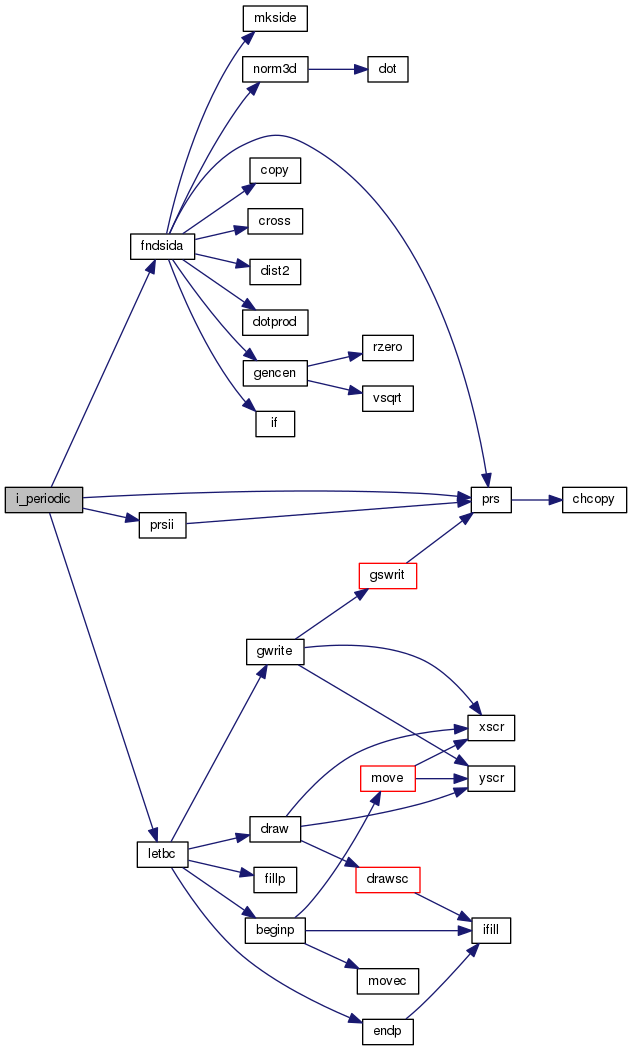 mkside
norm3d
dot
copy
cross
fndsida
dist2
dotprod
rzero
gencen
vsqrt
if
i_periodic
prs
chcopy
prsii
gswrit
gwrite
xscr
move
yscr
draw
letbc
fillp
drawsc
beginp
ifill
movec
endp